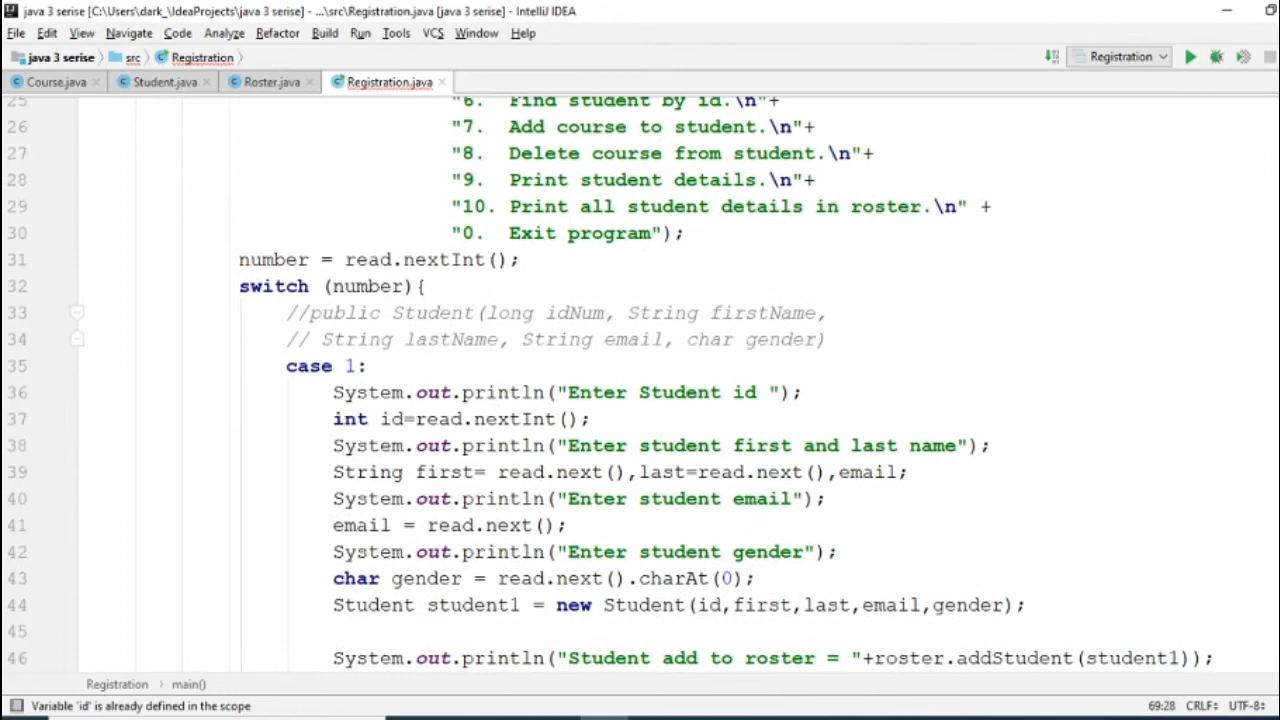 java 3 serise [C:\Users\dark_\IdeaProjects\java 3 serise] - ...\src\Registration.java [java 3 serise] - IntelliJ IDEA
File Edit View Navigate Code Analyze Refactor Build Run Tools VCS Window Help
java 3 serise src Registration Registration
Course.java Student.java Roster.java Registration.java
25 "6. Find student by id.\n"+
26 "7. Add course to student.\n"+
27 "8. Delete course from student.\n"+
28 "9. Print student details.\n"+
29 "10. Print all student details in roster.\n" +
30 "0. Exit program");
31 number = read.nextInt();
32 switch (number){
33 //public Student(long idNum, String firstName,
34 // String lastName, String email, char gender)
35 case 1:
36 System.out.println("Enter Student id ");
37 int id=read.nextInt();
38 System.out.println("Enter student first and last name");
39 String first= read.next(),last=read.next(),email;
40 System.out.println("Enter student email");
41 email = read.next();
42 System.out.println("Enter student gender");
43 char gender = read.next().charAt(0);
44 Student student1 = new Student(id,first,last,email,gender);
45
46 System.out.println("Student add to roster = "+roster.addStudent(student1));
Registration main()
Variable 'id' is already defined in the scope 69:28 CRLF UTF-8